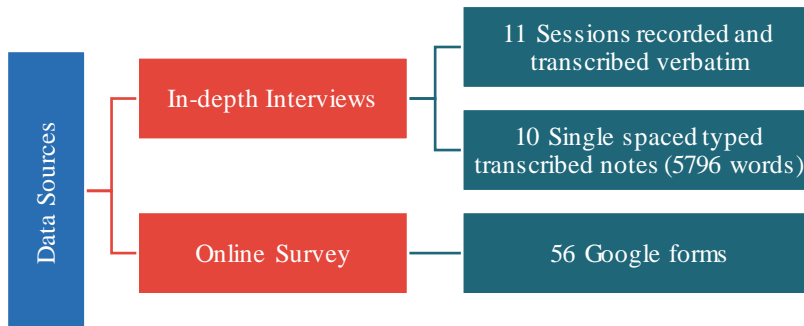 Data Sources
In-depth Interviews
11 Sessions recorded and
transcribed verbatim
10 Single spaced typed
transcribed notes (5796 words)
Online Survey
56 Google forms